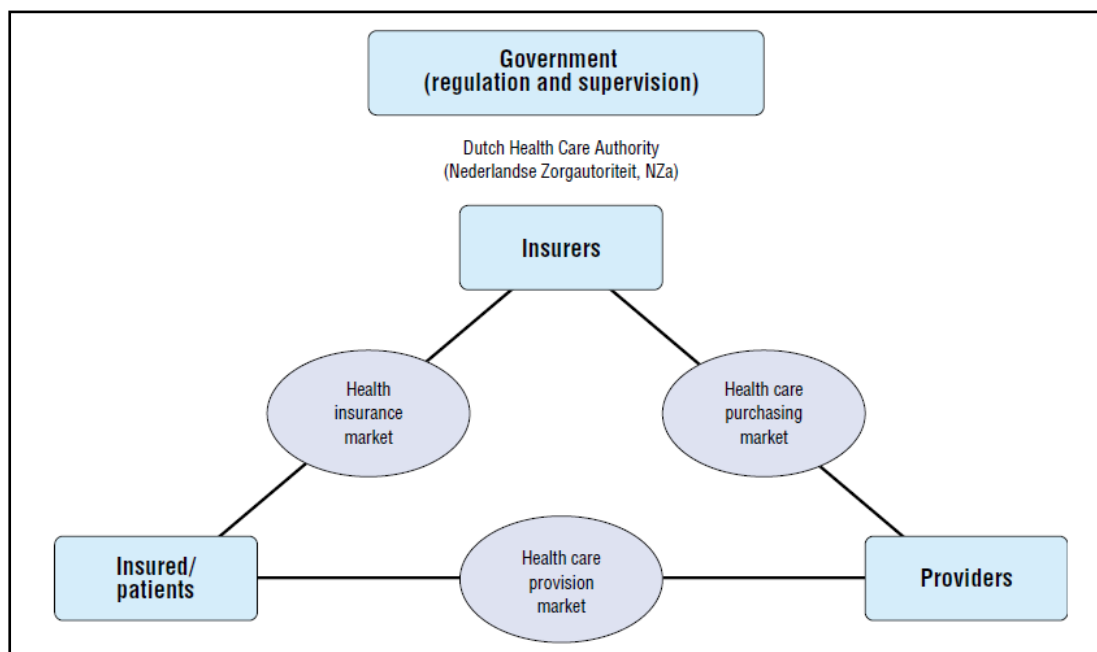 Government
(regulation and supervision)
Dutch Health Care Authority
(Nederlandse Zorgautoriteit, NZa)
Insurers
Health
insurance
market
Health care
purchasing
market
Insured/
patients
Health care
provision
market
Providers